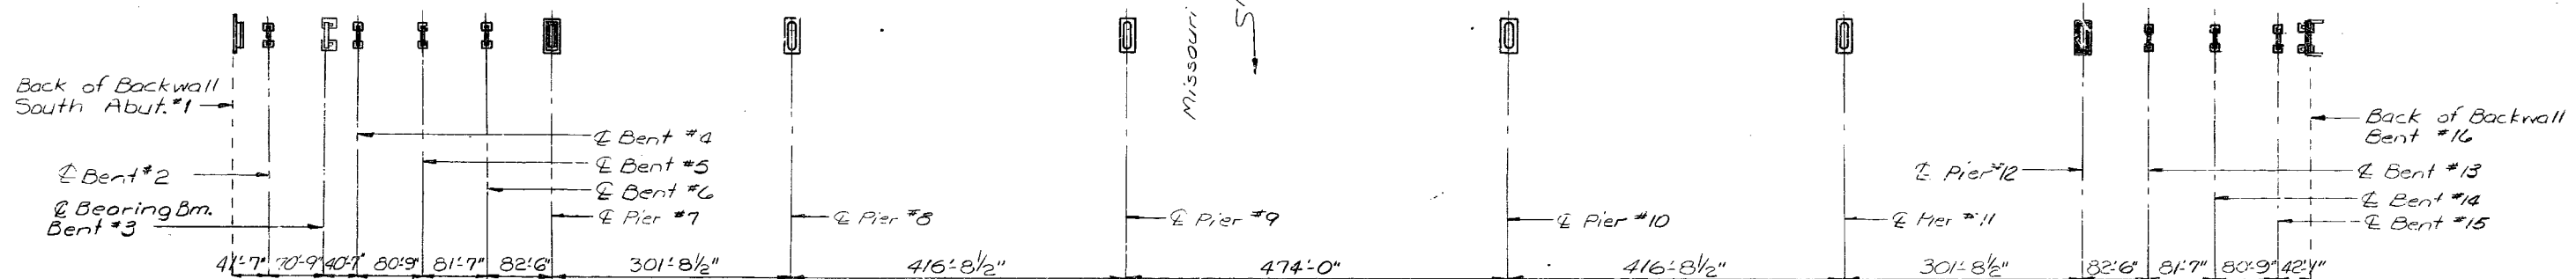 Missouri
Back of Backwall
South Abut. #1
℄ Bent #2
℄ Bearing Bm.
Bent #3
℄ Bent #4
℄ Bent #5
℄ Bent #6
℄ Pier #7
℄ Pier #8
℄ Pier #9
℄ Pier #10
℄ Pier #11
℄ Pier #12
Back of Backwall
Bent #16
℄ Bent #13
℄ Bent #14
℄ Bent #15
41'-7" 70'-9" 40'-7" 80'-9" 81'-7" 82'-6" 301'-8½" 416'-8½" 474'-0" 416'-8½" 301'-8½" 82'-6" 81'-7" 80'-9" 42'-1"